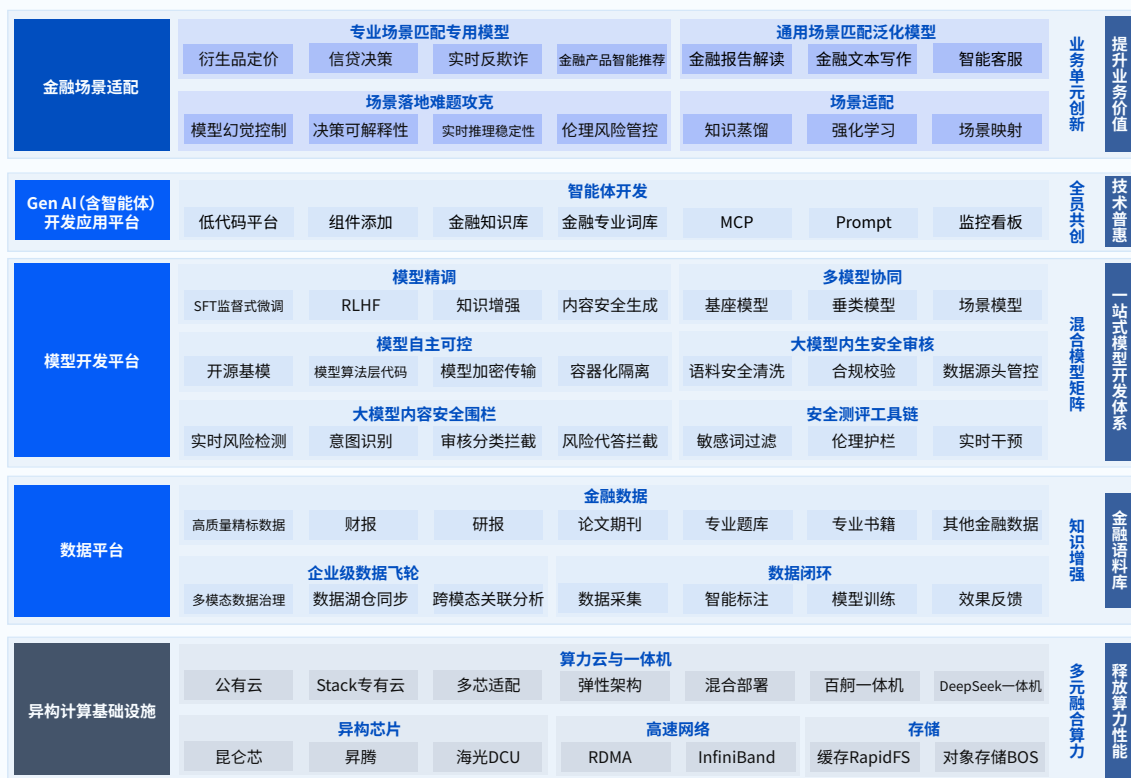 金融场景适配
专业场景匹配专用模型
衍生品定价
信贷决策
实时反欺诈
金融产品智能推荐
通用场景匹配泛化模型
金融报告解读
金融文本写作
智能客服
场景落地难题攻克
模型幻觉控制
决策可解释性
实时推理稳定性
伦理风险管控
场景适配
知识蒸馏
强化学习
场景映射
业务单元创新
提升业务价值
Gen AI（含智能体）
开发应用平台
智能体开发
低代码平台
组件添加
金融知识库
金融专业词库
MCP
Prompt
监控看板
全员共创
技术普惠
模型开发平台
模型精调
SFT监督式微调
RLHF
知识增强
内容安全生成
多模型协同
基座模型
垂类模型
场景模型
模型自主可控
开源基模
模型算法层代码
模型加密传输
容器化隔离
大模型内生安全审核
语料安全清洗
合规校验
数据源头管控
大模型内容安全围栏
实时风险检测
意图识别
审核分类拦截
风险代答拦截
安全测评工具链
敏感词过滤
伦理护栏
实时干预
混合模型矩阵
一站式模型开发体系
数据平台
金融数据
高质量精标数据
财报
研报
论文期刊
专业题库
专业书籍
其他金融数据
企业级数据飞轮
多模态数据治理
数据湖仓同步
跨模态关联分析
数据闭环
数据采集
智能标注
模型训练
效果反馈
知识增强
金融语料库
异构计算基础设施
算力云与一体机
公有云
Stack专有云
多芯适配
弹性架构
混合部署
百舸一体机
DeepSeek一体机
异构芯片
昆仑芯
昇腾
海光DCU
高速网络
RDMA
InfiniBand
存储
缓存RapidFS
对象存储BOS
多元融合算力
释放算力性能